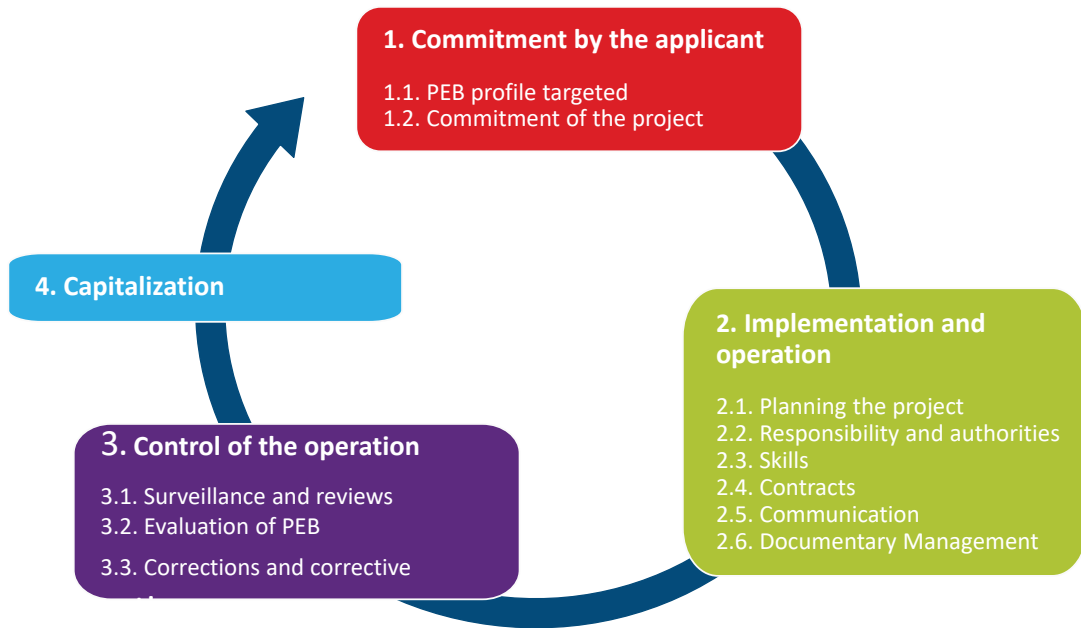 1. Commitment by the applicant
1.1. PEB profile targeted
1.2. Commitment of the project
4. Capitalization
2. Implementation and
operation
2.1. Planning the project
2.2. Responsibility and authorities
2.3. Skills
2.4. Contracts
2.5. Communication
2.6. Documentary Management
3. Control of the operation
3.1. Surveillance and reviews
3.2. Evaluation of PEB
3.3. Corrections and corrective